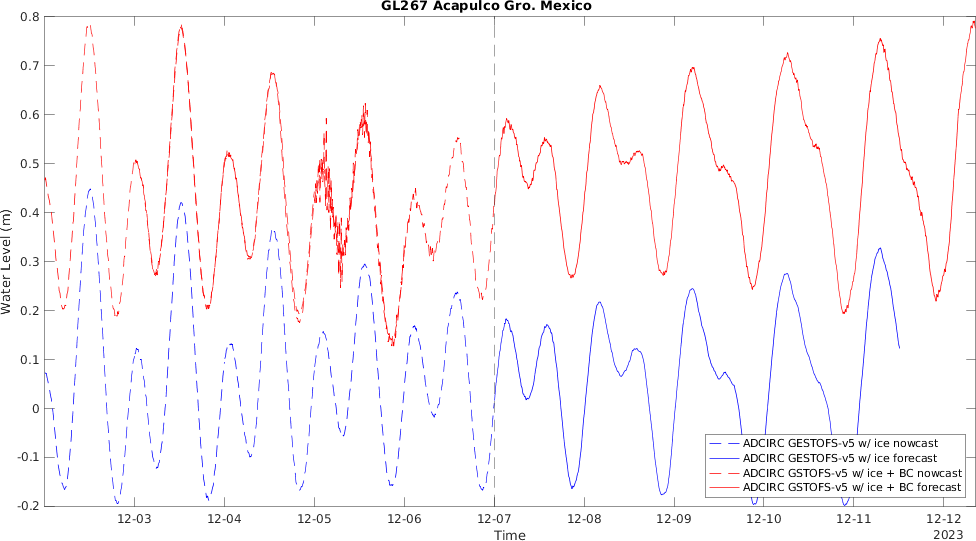 GL267 Acapulco Gro. Mexico
0.8
0.7
0.6
0.5
0.4
0.3
0.2
0.1
0
-0.1
-0.2
Water Level (m)
ADCIRC GESTOFS-v5 w/ ice nowcast
ADCIRC GESTOFS-v5 w/ ice forecast
ADCIRC GSTOFS-v5 w/ ice + BC nowcast
ADCIRC GSTOFS-v5 w/ ice + BC forecast
12-03 12-04 12-05 12-06 12-07 12-08 12-09 12-10 12-11 12-12
Time 2023